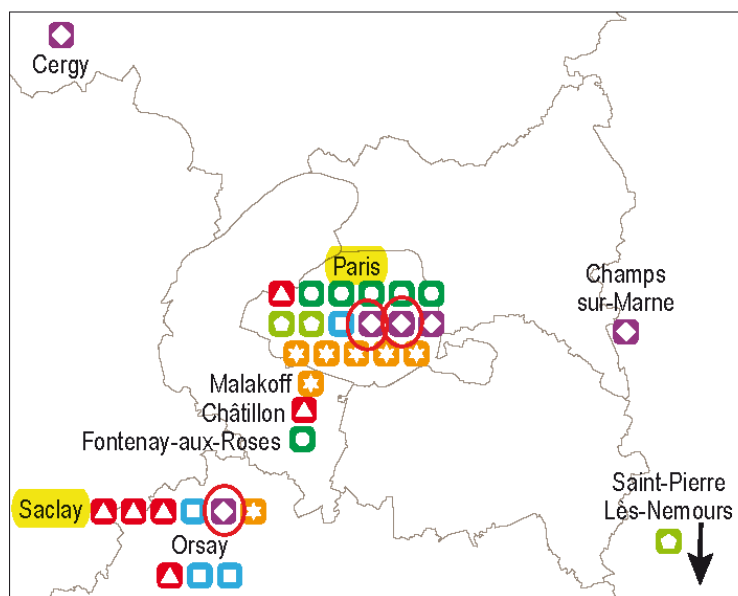 Cergy
Paris
Champs
sur-Marne
Malakoff
Châtillon
Fontenay-aux-Roses
Saclay
Orsay
Saint-Pierre
Lès-Nemours